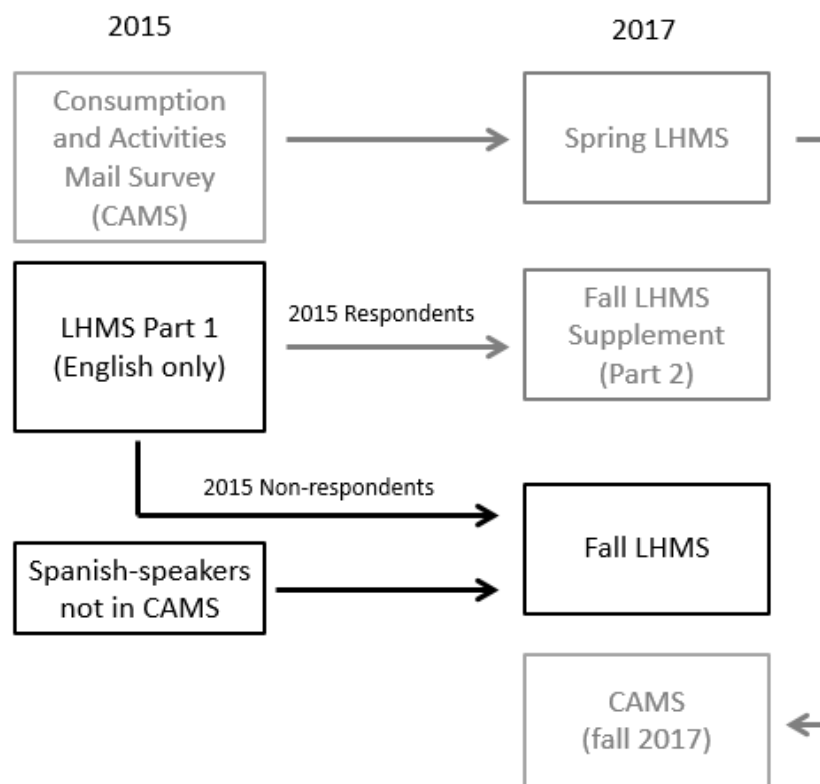 2015
2017
Consumption
and Activities
Mail Survey
(CAMS)
Spring LHMS
LHMS Part 1
(English only)
2015 Respondents
Fall LHMS
Supplement
(Part 2)
2015 Non-respondents
Fall LHMS
Spanish-speakers
not in CAMS
CAMS
(fall 2017)